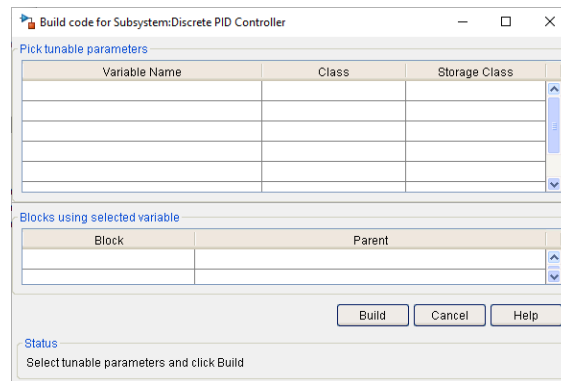 Build code for Subsystem:Discrete PID Controller
Pick tunable parameters
Variable Name Class Storage Class
Blocks using selected variable
Block Parent
Build Cancel Help
Status
Select tunable parameters and click Build